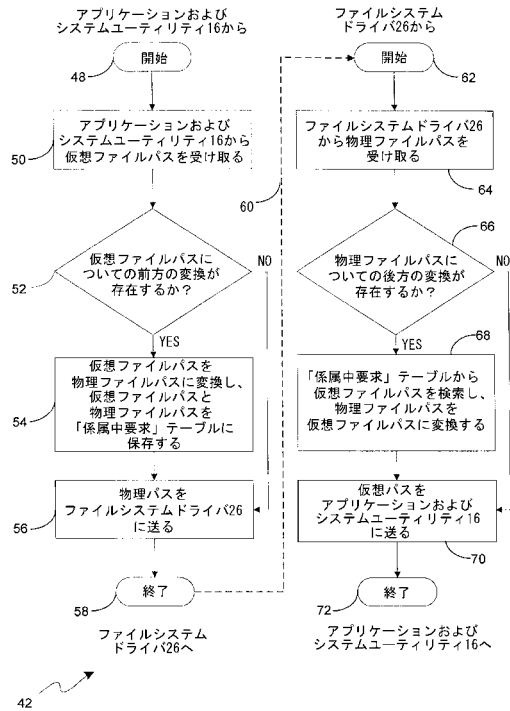 アプリケーションおよび
システムユーティリティ16から
48
開始
50
アプリケーションおよび
システムユーティリティ16から
仮想ファイルパスを受け取る
52
仮想ファイルパスに
ついての前方の変換が
存在するか?
NO
YES
54
仮想ファイルパスを
物理ファイルパスに変換し、
仮想ファイルパスと
物理ファイルパスを
「係属中要求」テーブルに
保存する
56
物理パスを
ファイルシステムドライバ26
に送る
58
終了
ファイルシステム
ドライバ26へ
42
60
ファイルシステム
ドライバ26から
開始
62
ファイルシステムドライバ26
から物理ファイルパスを
受け取る
64
66
物理ファイルパスに
ついての後方の変換が
存在するか?
NO
YES
68
「係属中要求」テーブルから
仮想ファイルパスを検索し、
物理ファイルパスを
仮想ファイルパスに変換する
仮想パスを
アプリケーションおよび
システムユーティリティ16
に送る
70
72
終了
アプリケーションおよび
システムユーティリティ16へ